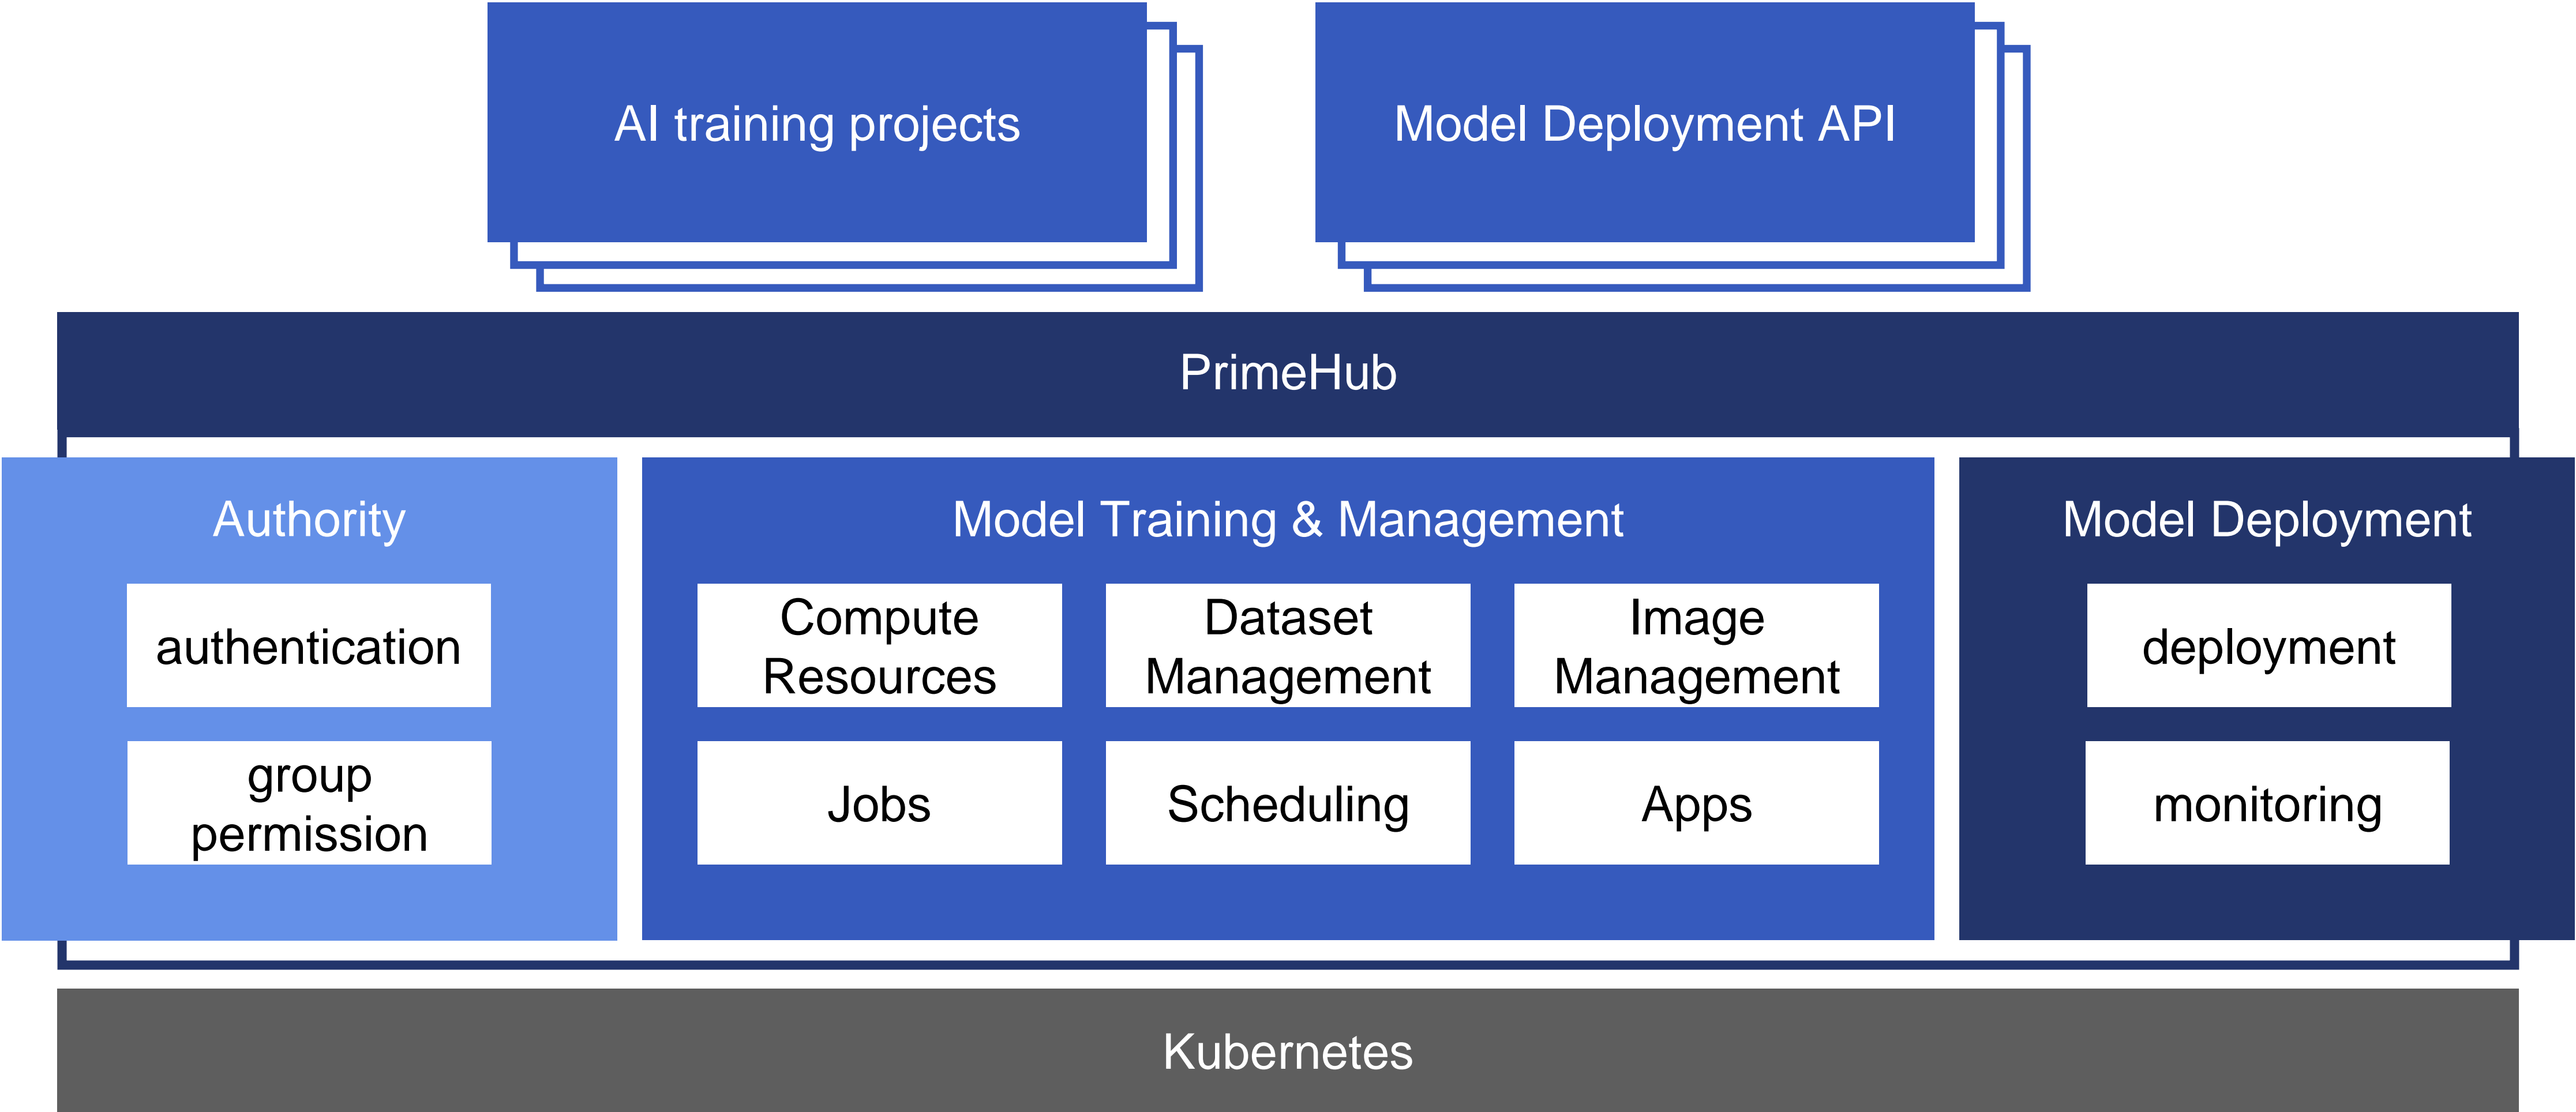 AI training projects
Model Deployment API
PrimeHub
Authority
authentication
group
permission
Model Training & Management
Compute
Resources
Dataset
Management
Image
Management
Jobs
Scheduling
Apps
Model Deployment
deployment
monitoring
Kubernetes